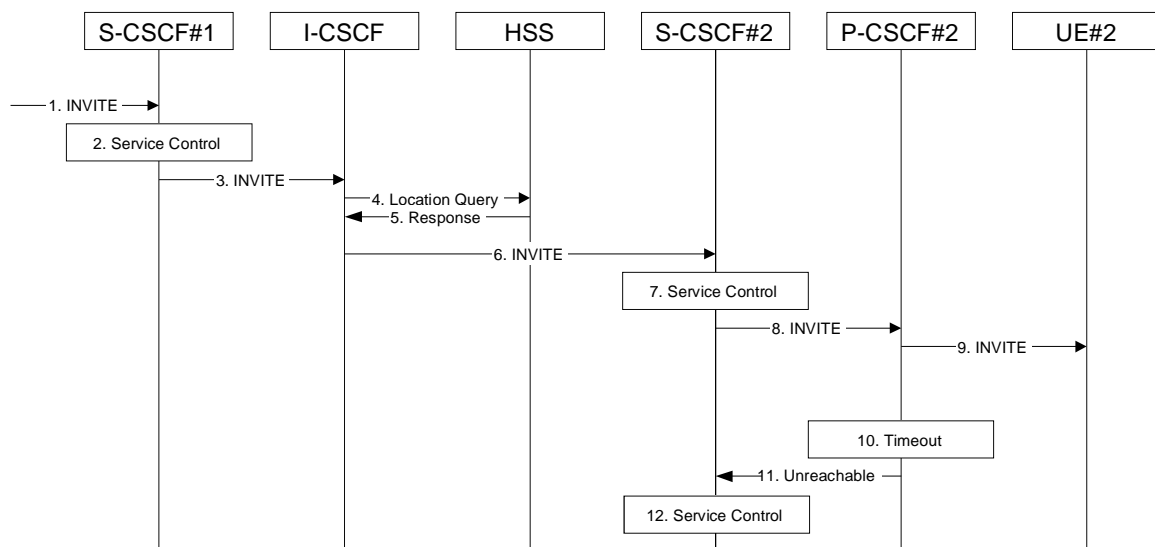 S-CSCF#1
I-CSCF
HSS
S-CSCF#2
P-CSCF#2
UE#2
1. INVITE
2. Service Control
3. INVITE
4. Location Query
5. Response
6. INVITE
7. Service Control
8. INVITE
9. INVITE
10. Timeout
11. Unreachable
12. Service Control